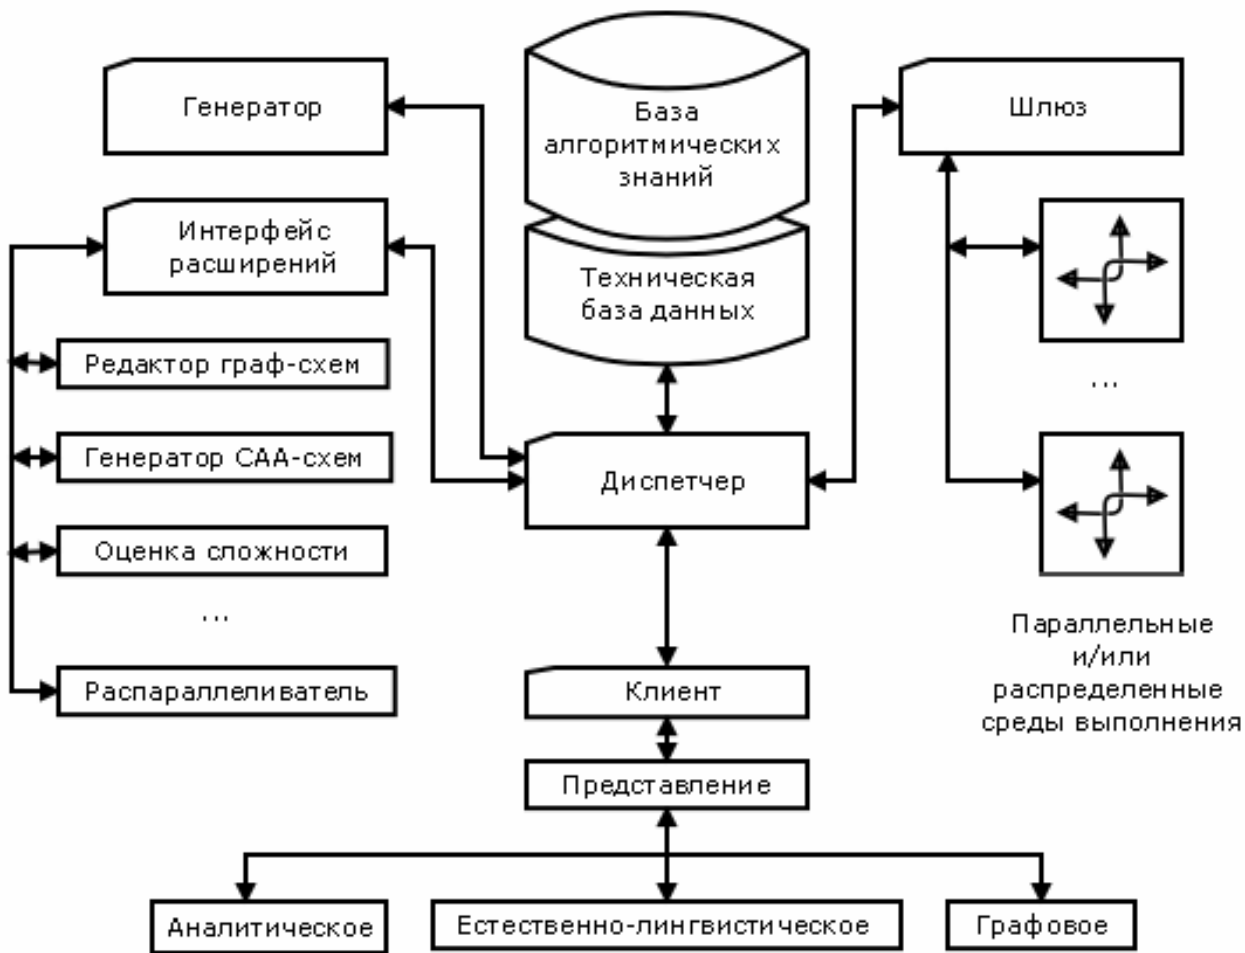 Генератор
База
алгоритмических
знаний
Шлюз
Интерфейс
расширений
Техническая
база данных
Редактор граф-схем
...
Генератор САА-схем
Диспетчер
Оценка сложности
...
Параллельные
и/или
распределенные
среды выполнения
Распараллеливатель
Клиент
Представление
Аналитическое
Естественно-лингвистическое
Графовое